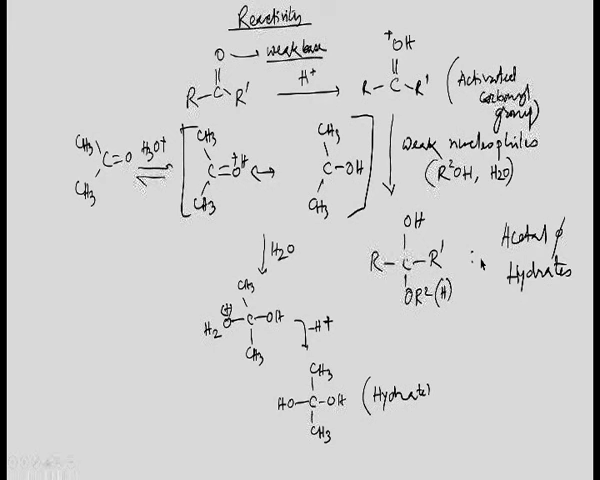 Reactivity
O → weak base
R-C-R' H+ → +OH R-C-R' (Activated carbonyl group)
CH3 CH3 C=O H3O+ ⇌ [CH3 C=OH + CH3 ↔ CH3 C-OH CH3]
weak nucleophiles
(R²OH, H2O)
↓ H2O
OH
R-C-R' :
OR²(H)
Acetal &
Hydrates
CH3
H2O(+)-C-OH
CH3
-H+
CH3
HO-C-OH (Hydrate)
CH3